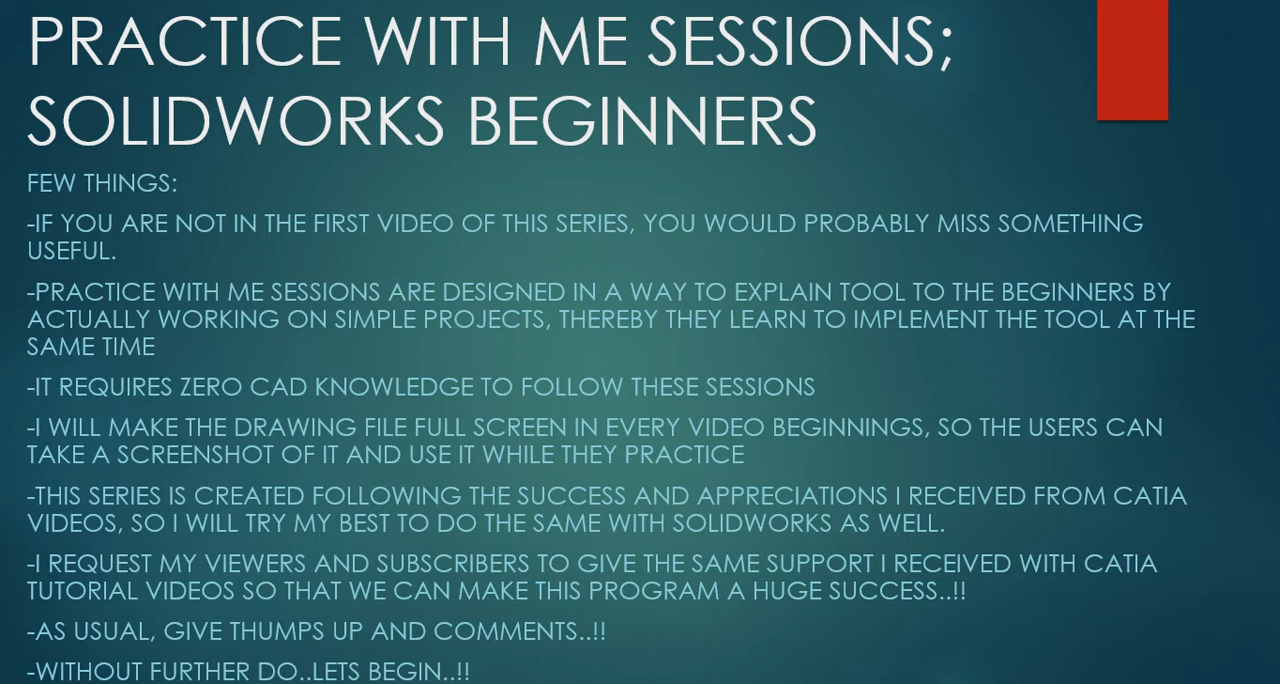 PRACTICE WITH ME SESSIONS;
SOLIDWORKS BEGINNERS
FEW THINGS:
-IF YOU ARE NOT IN THE FIRST VIDEO OF THIS SERIES, YOU WOULD PROBABLY MISS SOMETHING
USEFUL.
-PRACTICE WITH ME SESSIONS ARE DESIGNED IN A WAY TO EXPLAIN TOOL TO THE BEGINNERS BY
ACTUALLY WORKING ON SIMPLE PROJECTS, THEREBY THEY LEARN TO IMPLEMENT THE TOOL AT THE
SAME TIME
-IT REQUIRES ZERO CAD KNOWLEDGE TO FOLLOW THESE SESSIONS
-I WILL MAKE THE DRAWING FILE FULL SCREEN IN EVERY VIDEO BEGINNINGS, SO THE USERS CAN
TAKE A SCREENSHOT OF IT AND USE IT WHILE THEY PRACTICE
-THIS SERIES IS CREATED FOLLOWING THE SUCCESS AND APPRECIATIONS I RECEIVED FROM CATIA
VIDEOS, SO I WILL TRY MY BEST TO DO THE SAME WITH SOLIDWORKS AS WELL.
-I REQUEST MY VIEWERS AND SUBSCRIBERS TO GIVE THE SAME SUPPORT I RECEIVED WITH CATIA
TUTORIAL VIDEOS SO THAT WE CAN MAKE THIS PROGRAM A HUGE SUCCESS..!!
-AS USUAL, GIVE THUMPS UP AND COMMENTS..!!
-WITHOUT FURTHER DO..LETS BEGIN..!!